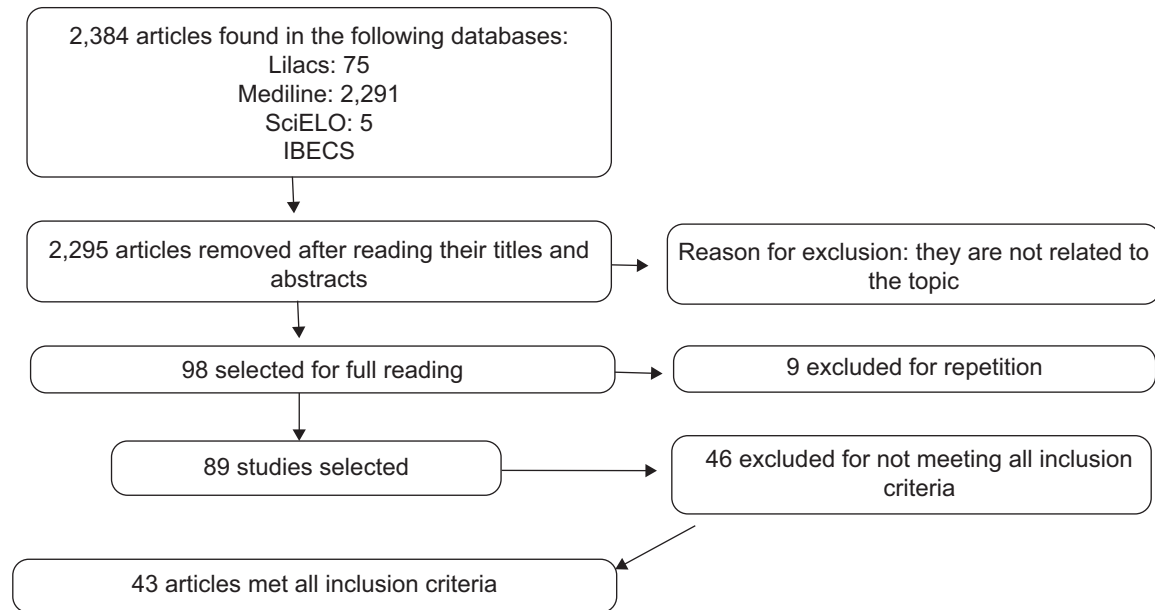 2,384 articles found in the following databases:
Lilacs: 75
Mediline: 2,291
SciELO: 5
IBECS
2,295 articles removed after reading their titles and
abstracts
Reason for exclusion: they are not related to
the topic
98 selected for full reading
9 excluded for repetition
89 studies selected
46 excluded for not meeting all inclusion
criteria
43 articles met all inclusion criteria